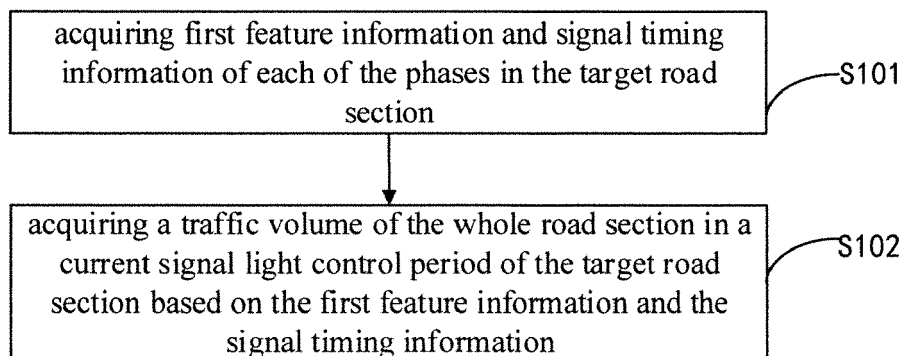 acquiring first feature information and signal timing
information of each of the phases in the target road
section
S101
acquiring a traffic volume of the whole road section in a
current signal light control period of the target road
section based on the first feature information and the
signal timing information
S102